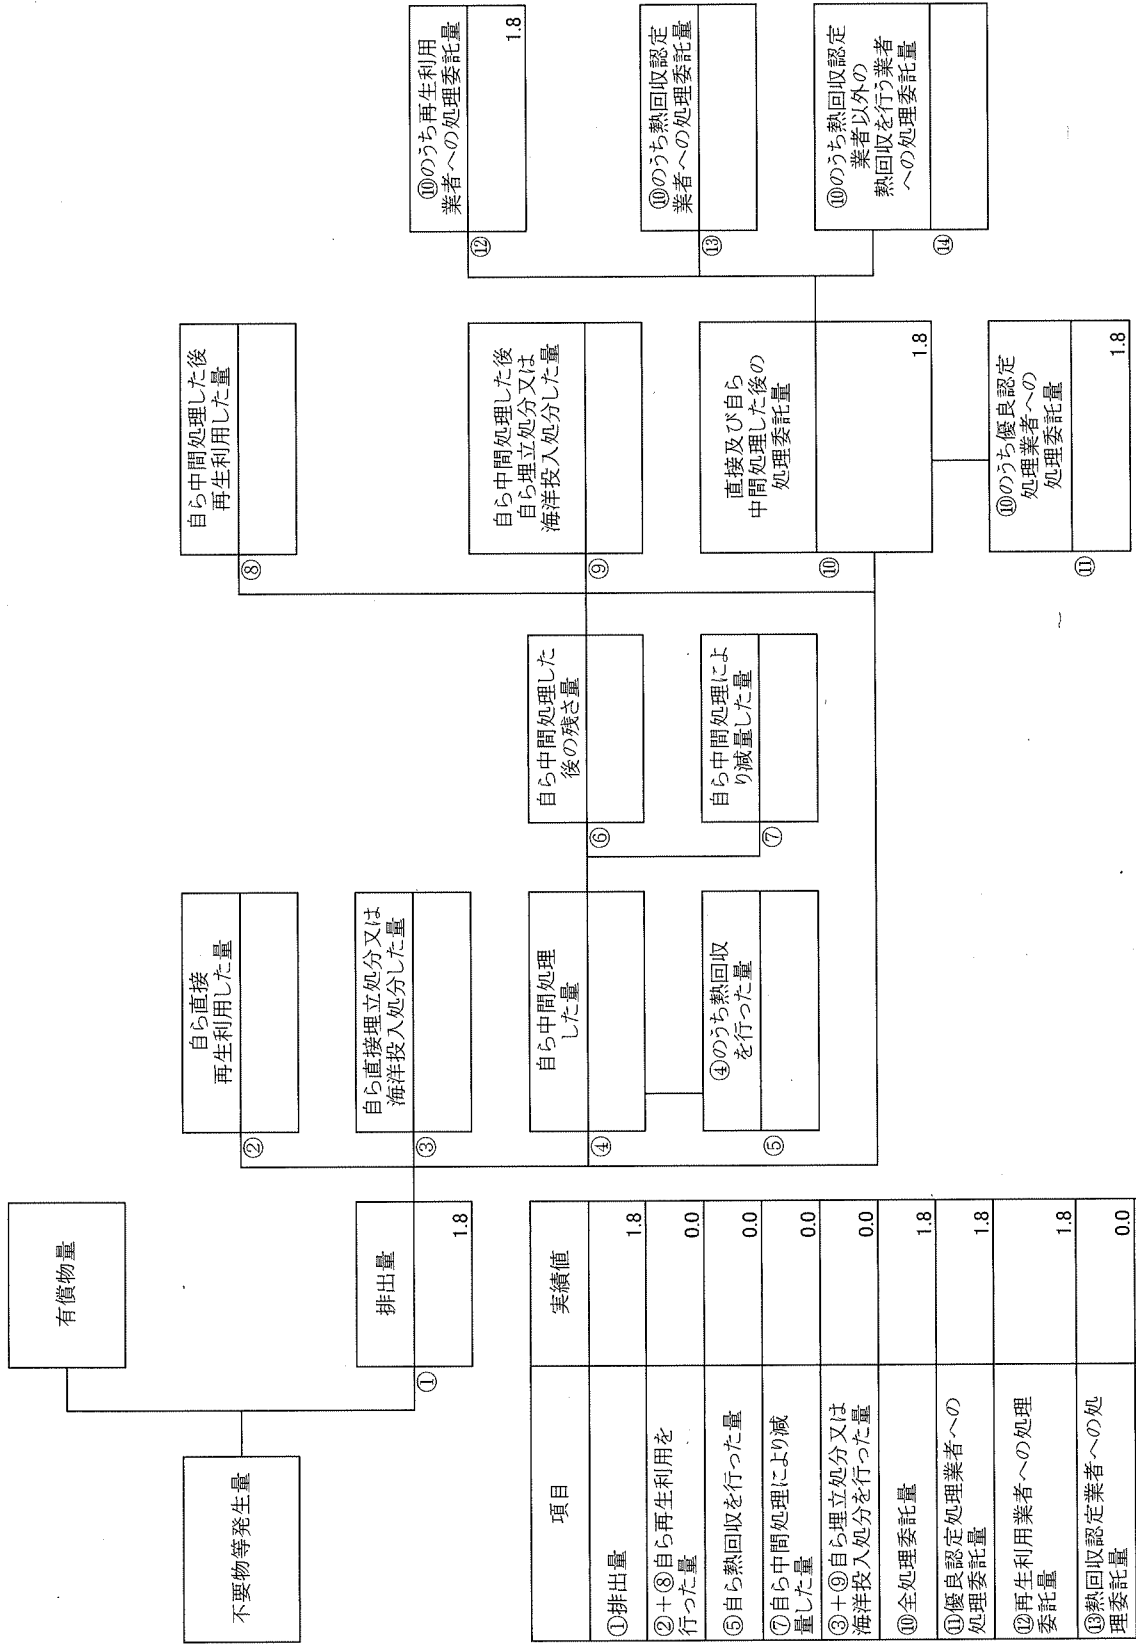 不要物等発生量
有償物量
排出量
①
1.8
自ら直接
再生利用した量
②
自ら直接埋立処分又は
海洋投入処分した量
③
自ら中間処理
した量
④
④のうち熱回収
を行った量
⑤
自ら中間処理した
後の残さ量
⑥
自ら中間処理によ
り減量した量
⑦
自ら中間処理した後
再生利用した量
⑧
自ら中間処理した後
自ら埋立処分又は
海洋投入処分した量
⑨
直接及び自ら
中間処理した後の
処理委託量
⑩
1.8
⑩のうち優良認定
処理業者への
処理委託量
⑪
1.8
⑩のうち再生利用
業者への処理委託量
⑫
1.8
⑩のうち熱回収認定
業者への処理委託量
⑬
⑩のうち熱回収認定
業者以外の
熱回収を行う業者
への処理委託量
⑭
項目 実績値
①排出量 1.8
②+⑧自ら再生利用を
行った量 0.0
⑤自ら熱回収を行った量 0.0
⑦自ら中間処理により減
量した量 0.0
③+⑨自ら埋立処分又は
海洋投入処分を行った量 0.0
⑩全処理委託量 1.8
⑪優良認定処理業者への
処理委託量 1.8
⑫再生利用業者への処理
委託量 1.8
⑬熱回収認定業者への処
理委託量 0.0